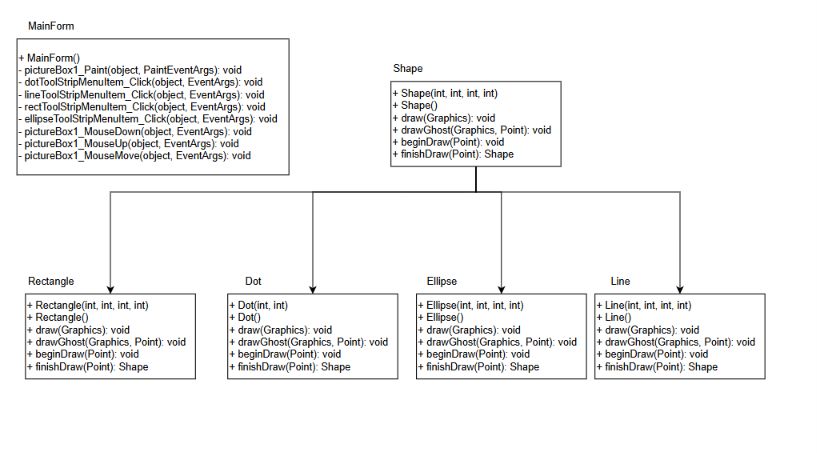 MainForm
+ MainForm()
- pictureBox1_Paint(object, PaintEventArgs): void
- dotToolStripMenuItem_Click(object, EventArgs): void
- lineToolStripMenuItem_Click(object, EventArgs): void
- rectToolStripMenuItem_Click(object, EventArgs): void
- ellipseToolStripMenuItem_Click(object, EventArgs): void
- pictureBox1_MouseDown(object, EventArgs): void
- pictureBox1_MouseUp(object, EventArgs): void
- pictureBox1_MouseMove(object, EventArgs): void
Shape
+ Shape(int, int, int, int)
+ Shape()
+ draw(Graphics): void
+ drawGhost(Graphics, Point): void
+ beginDraw(Point): void
+ finishDraw(Point): Shape
Rectangle
+ Rectangle(int, int, int, int)
+ Rectangle()
+ draw(Graphics): void
+ drawGhost(Graphics, Point): void
+ beginDraw(Point): void
+ finishDraw(Point): Shape
Dot
+ Dot(int, int)
+ Dot()
+ draw(Graphics): void
+ drawGhost(Graphics, Point): void
+ beginDraw(Point): void
+ finishDraw(Point): Shape
Ellipse
+ Ellipse(int, int, int, int)
+ Ellipse()
+ draw(Graphics): void
+ drawGhost(Graphics, Point): void
+ beginDraw(Point): void
+ finishDraw(Point): Shape
Line
+ Line(int, int, int, int)
+ Line()
+ draw(Graphics): void
+ drawGhost(Graphics, Point): void
+ beginDraw(Point): void
+ finishDraw(Point): Shape